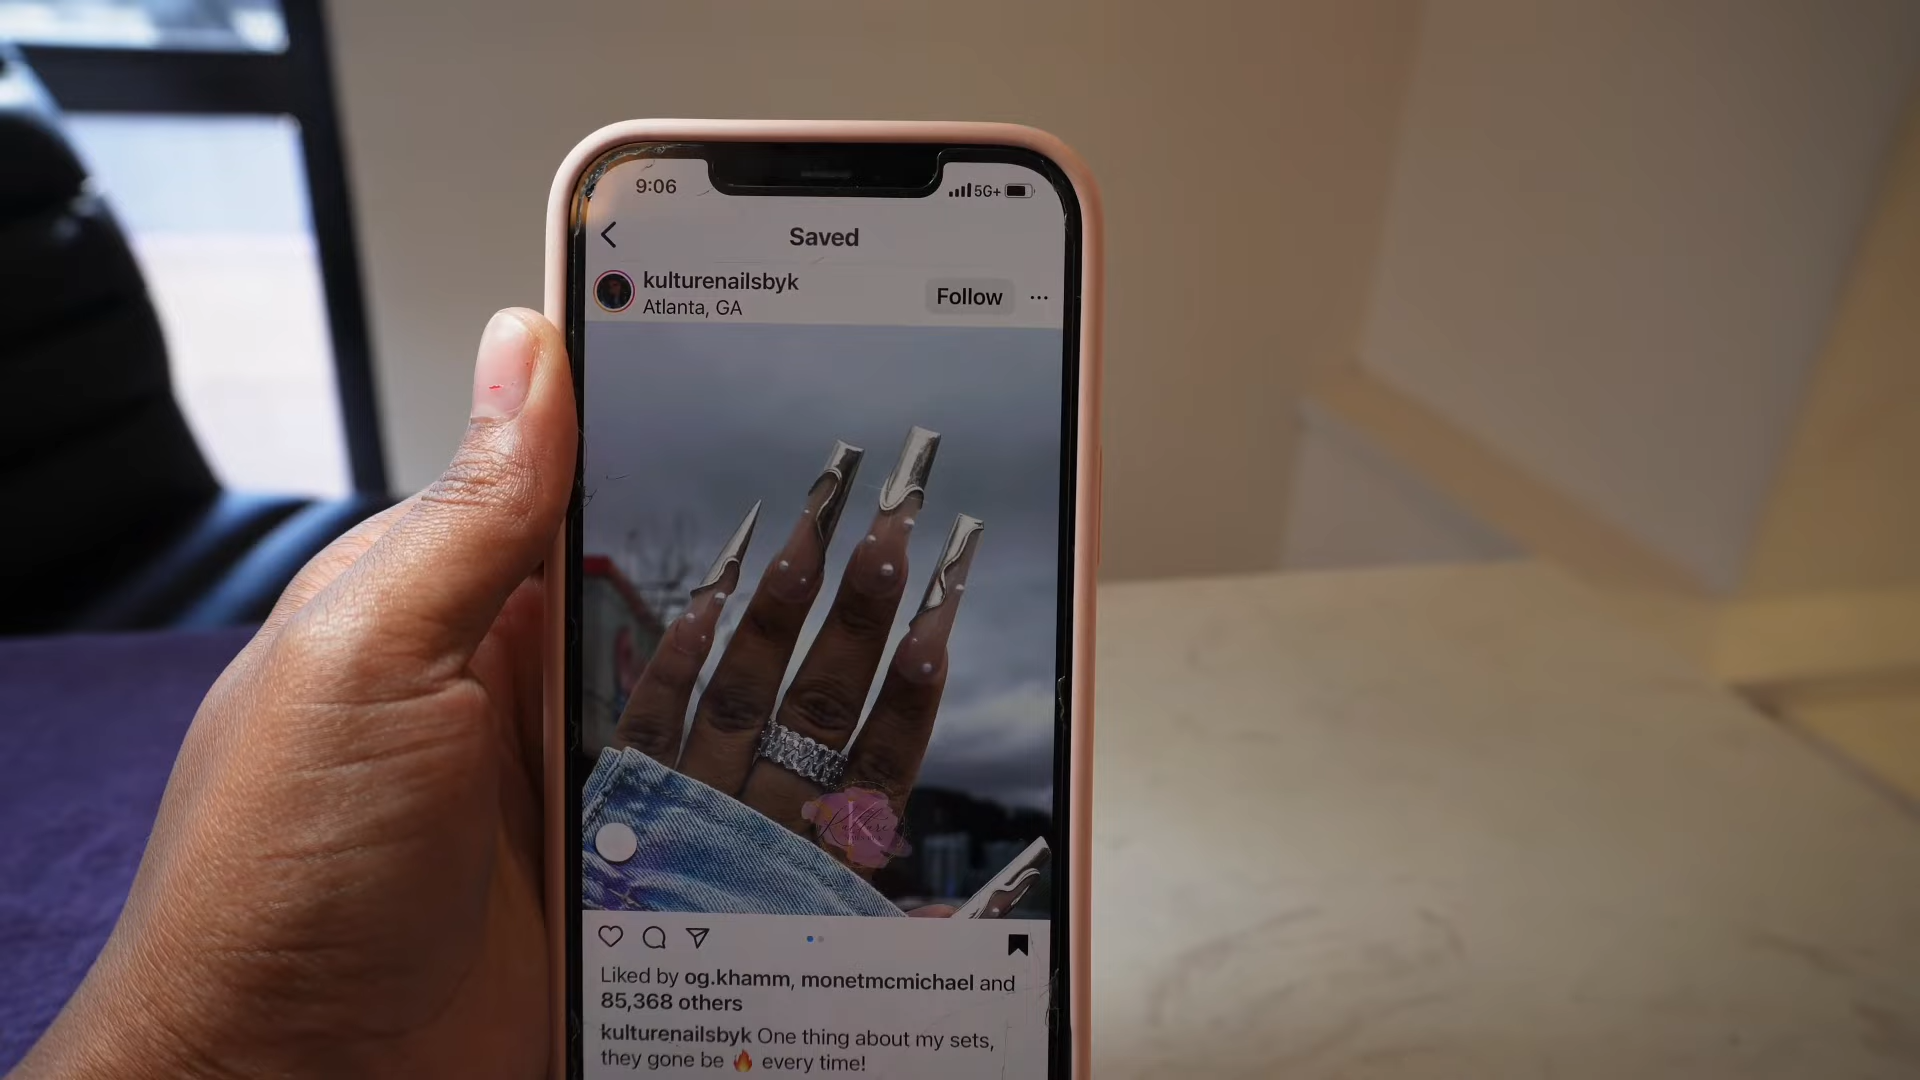 9:06
5G+
Saved
kulturenailsbyk
Follow
Atlanta, GA
K
Kulture
Liked by og.khamm, monetmcmichael and
85,368 others
kulturenailsbyk One thing about my sets,
they gone be 🔥 every time!